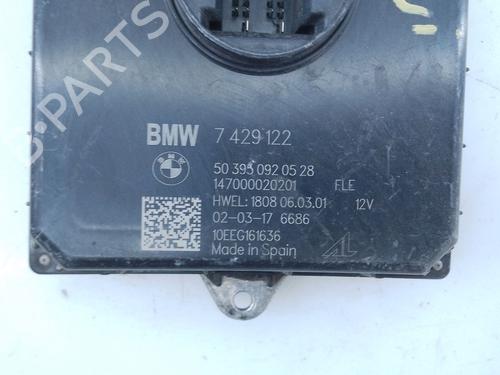 B-PARTS
BMW 7 429 122
50 395 092 05 28
147000020201 FLE
HWEL: 1808 06.03.01 12V
02-03-17 6686
10EEG161636
Made in Spain AL